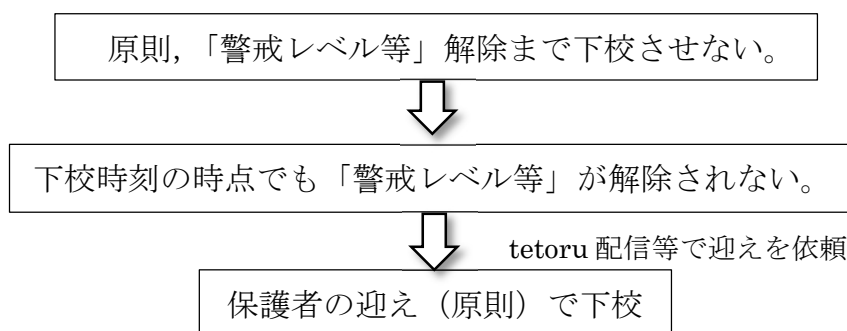 原則,「警戒レベル等」解除まで下校させない。
下校時刻の時点でも「警戒レベル等」が解除されない。
tetoru 配信等で迎えを依頼
保護者の迎え（原則）で下校